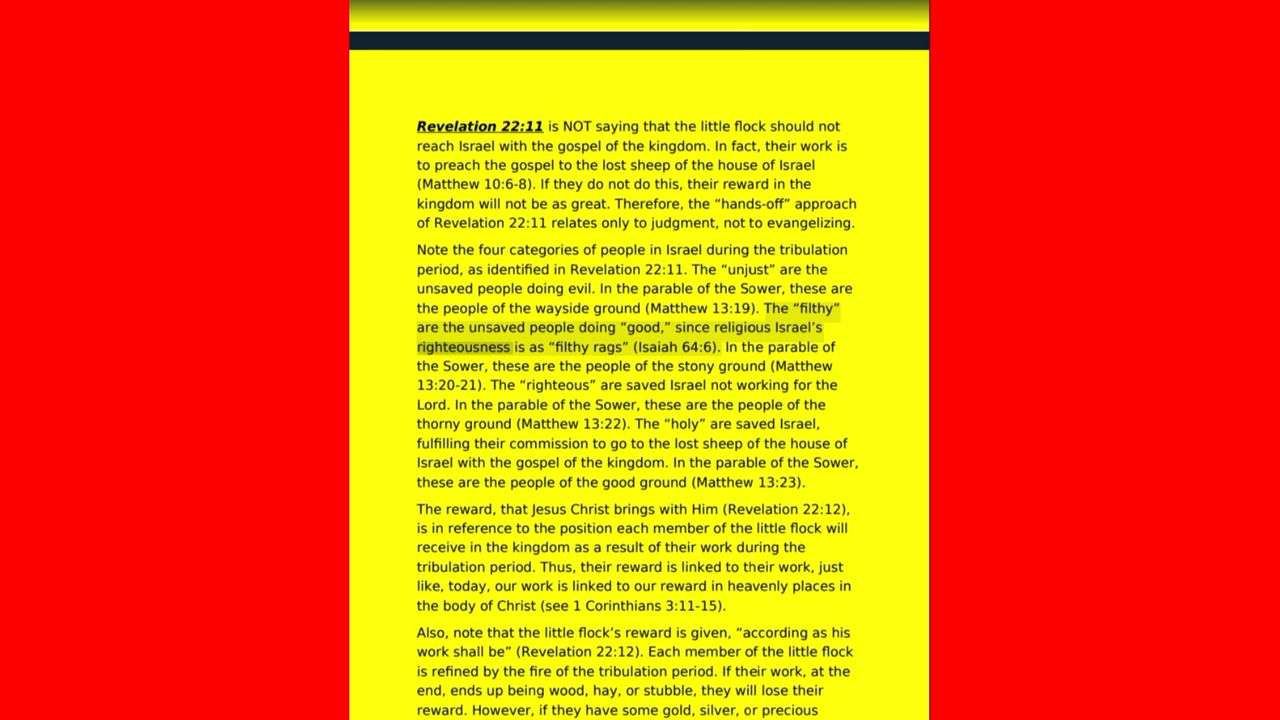 Revelation 22:11 is NOT saying that the little flock should not
reach Israel with the gospel of the kingdom. In fact, their work is
to preach the gospel to the lost sheep of the house of Israel
(Matthew 10:6-8). If they do not do this, their reward in the
kingdom will not be as great. Therefore, the “hands-off” approach
of Revelation 22:11 relates only to judgment, not to evangelizing.
Note the four categories of people in Israel during the tribulation
period, as identified in Revelation 22:11. The “unjust” are the
unsaved people doing evil. In the parable of the Sower, these are
the people of the wayside ground (Matthew 13:19). The “filthy”
are the unsaved people doing “good,” since religious Israel’s
righteousness is as “filthy rags” (Isaiah 64:6). In the parable of
the Sower, these are the people of the stony ground (Matthew
13:20-21). The “righteous” are saved Israel not working for the
Lord. In the parable of the Sower, these are the people of the
thorny ground (Matthew 13:22). The “holy” are saved Israel,
fulfilling their commission to go to the lost sheep of the house of
Israel with the gospel of the kingdom. In the parable of the Sower,
these are the people of the good ground (Matthew 13:23).
The reward, that Jesus Christ brings with Him (Revelation 22:12),
is in reference to the position each member of the little flock will
receive in the kingdom as a result of their work during the
tribulation period. Thus, their reward is linked to their work, just
like, today, our work is linked to our reward in heavenly places in
the body of Christ (see 1 Corinthians 3:11-15).
Also, note that the little flock’s reward is given, “according as his
work shall be” (Revelation 22:12). Each member of the little flock
is refined by the fire of the tribulation period. If their work, at the
end, ends up being wood, hay, or stubble, they will lose their
reward. However, if they have some gold, silver, or precious